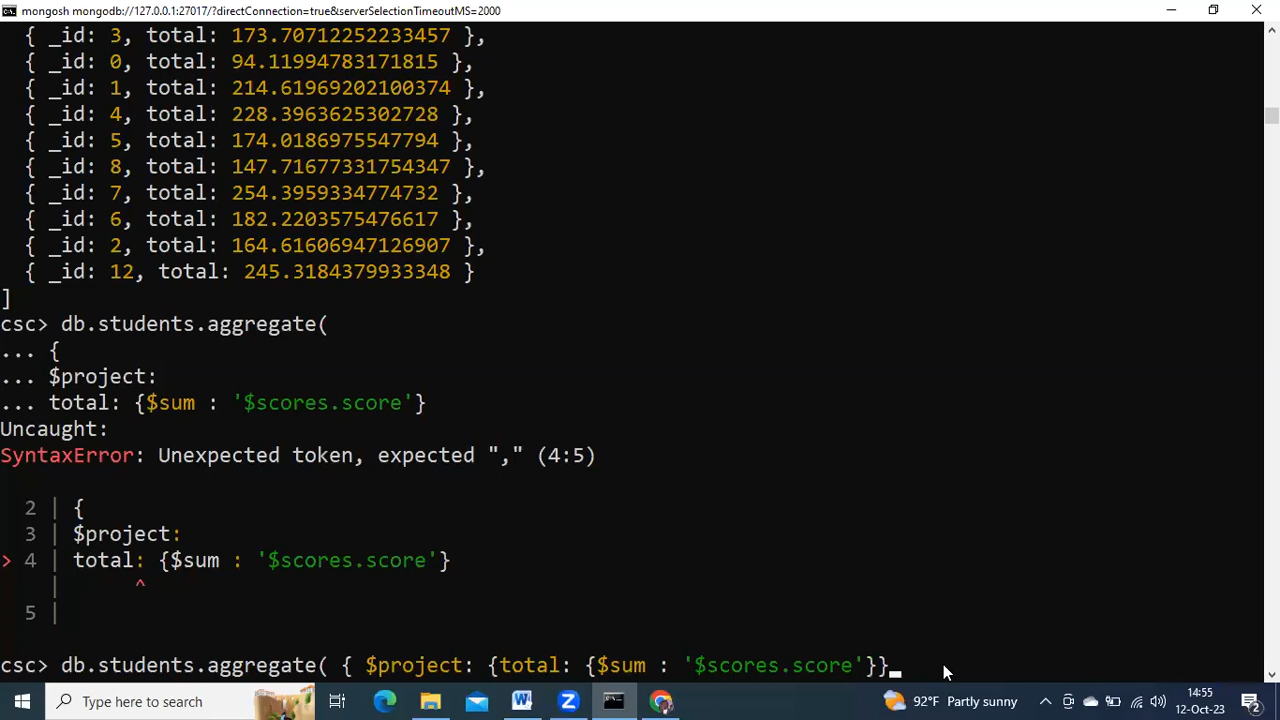 mongosh mongodb://127.0.0.1:27017/?directConnection=true&serverSelectionTimeoutMS=2000
{ _id: 3, total: 173.70712252233457 },
{ _id: 0, total: 94.11994783171815 },
{ _id: 1, total: 214.61969202100374 },
{ _id: 4, total: 228.3963625302728 },
{ _id: 5, total: 174.0186975547794 },
{ _id: 8, total: 147.71677331754347 },
{ _id: 7, total: 254.3959334774732 },
{ _id: 6, total: 182.2203575476617 },
{ _id: 2, total: 164.61606947126907 },
{ _id: 12, total: 245.3184379933348 }
]
csc> db.students.aggregate(
... {
... $project:
... total: {$sum : '$scores.score'}
Uncaught:
SyntaxError: Unexpected token, expected "," (4:5)
2 | {
3 | $project:
> 4 | total: {$sum : '$scores.score'}
| ^
5 |
csc> db.students.aggregate( { $project: {total: {$sum : '$scores.score'}}
Type here to search
92°F Partly sunny
14:55
12-Oct-23
2